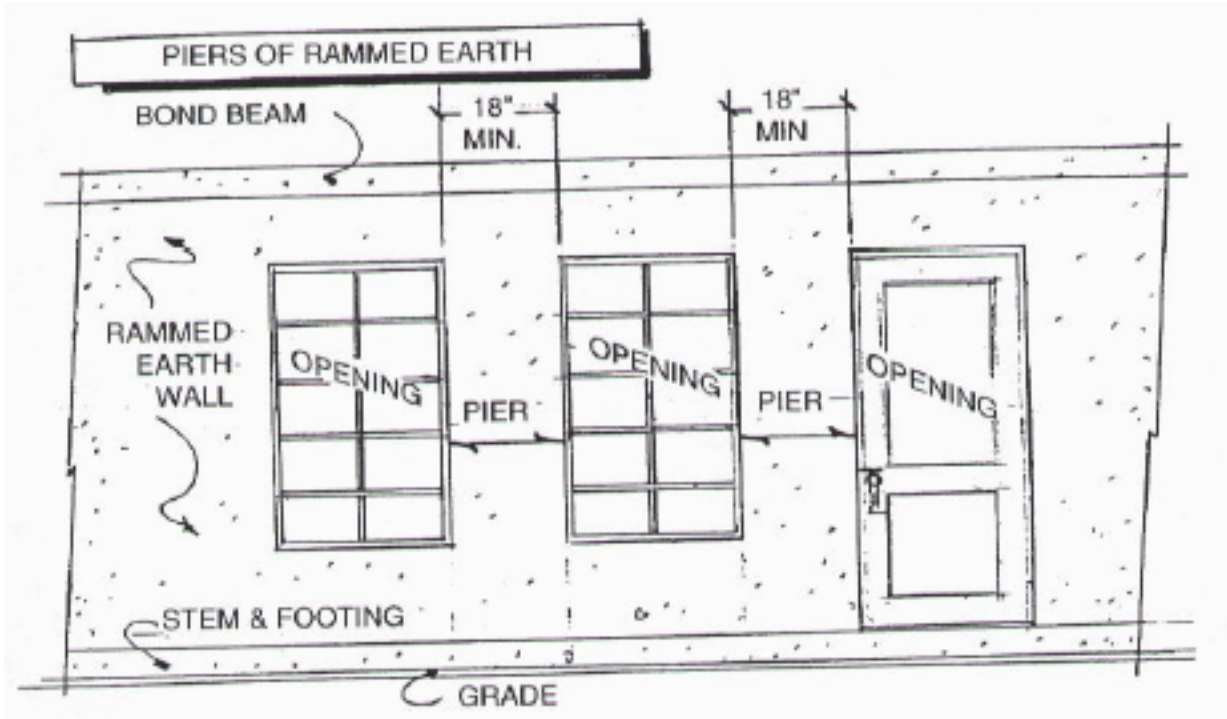 PIERS OF RAMMED EARTH
BOND BEAM
18"
MIN.
18"
MIN
RAMMED
EARTH
WALL
OPENING
PIER
OPENING
PIER
OPENING
STEM & FOOTING
GRADE